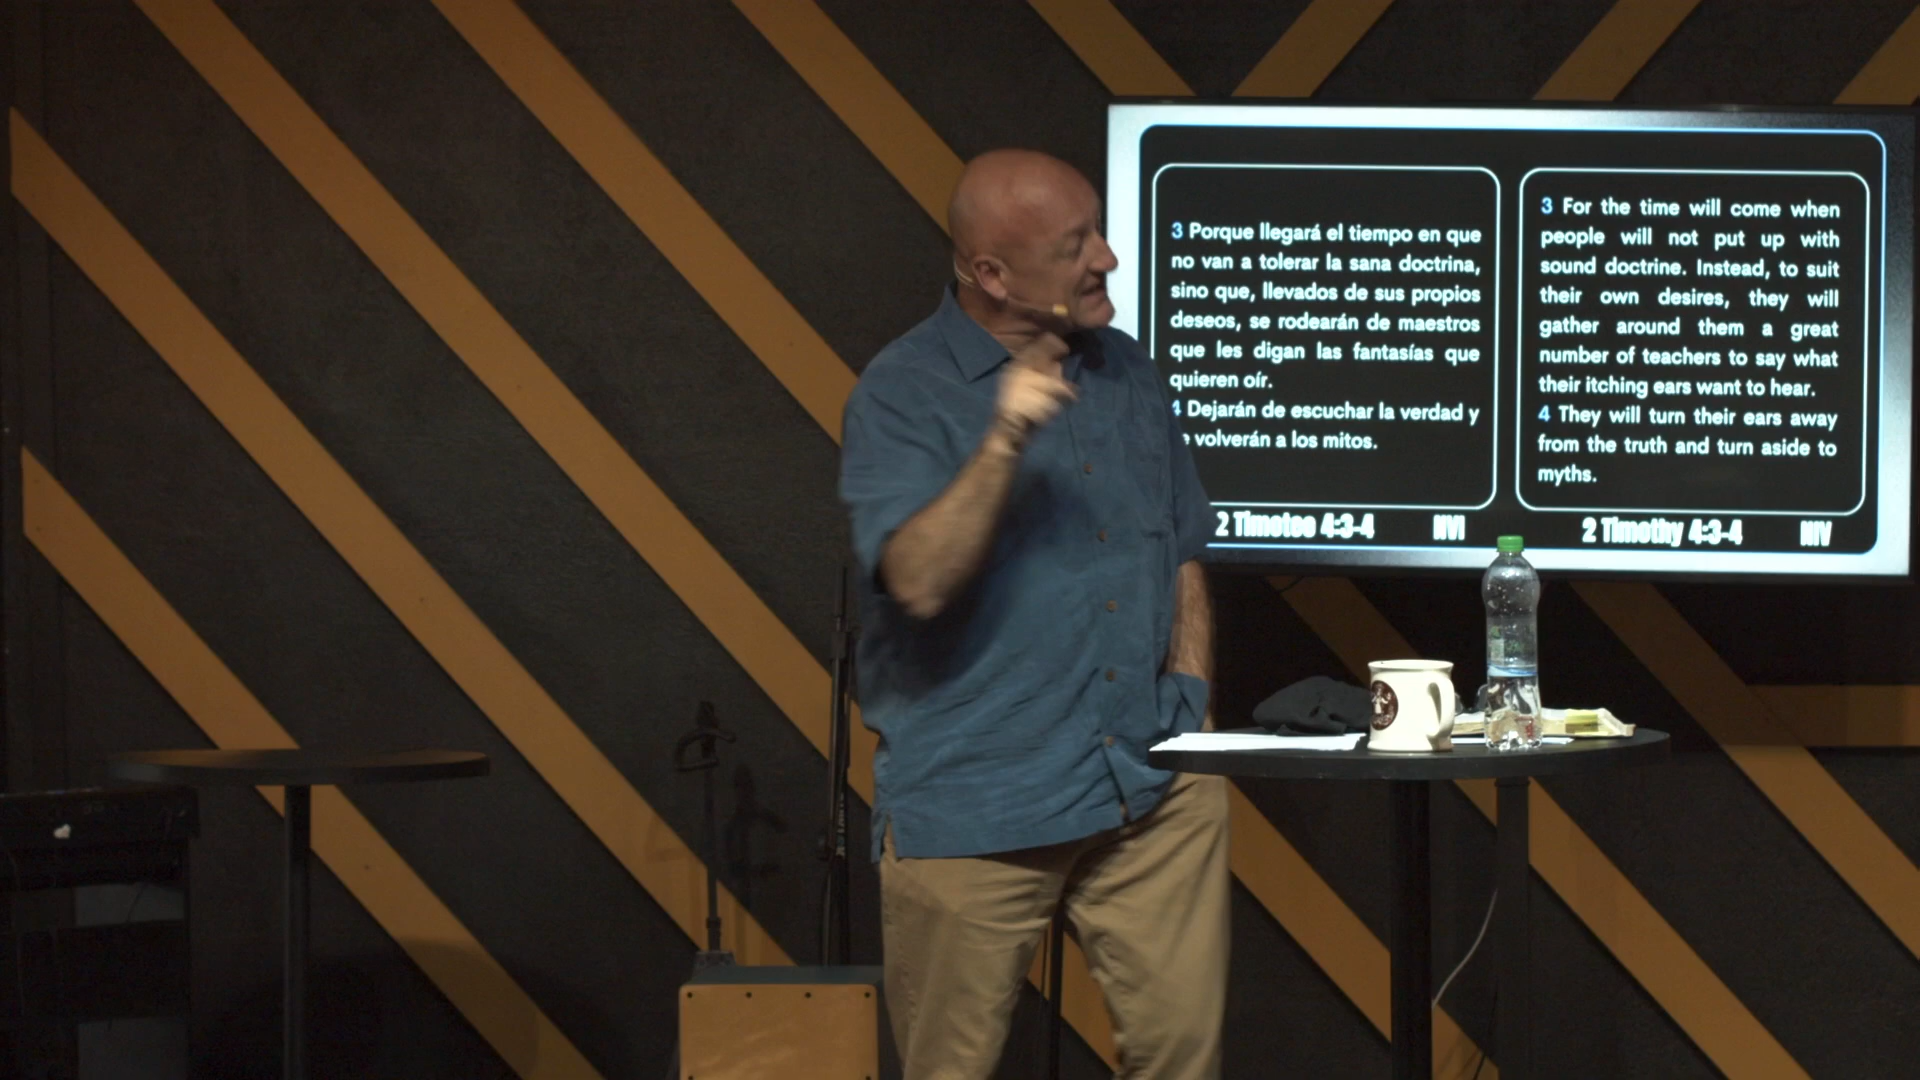 3 Porque llegará el tiempo en que
no van a tolerar la sana doctrina,
sino que, llevados de sus propios
deseos, se rodearán de maestros
que les digan las fantasías que
quieren oír.
4 Dejarán de escuchar la verdad y
volverán a los mitos.
2 Timoteo 4:3-4 NVI
3 For the time will come when
people will not put up with
sound doctrine. Instead, to suit
their own desires, they will
gather around them a great
number of teachers to say what
their itching ears want to hear.
4 They will turn their ears away
from the truth and turn aside to
myths.
2 Timothy 4:3-4 NIV